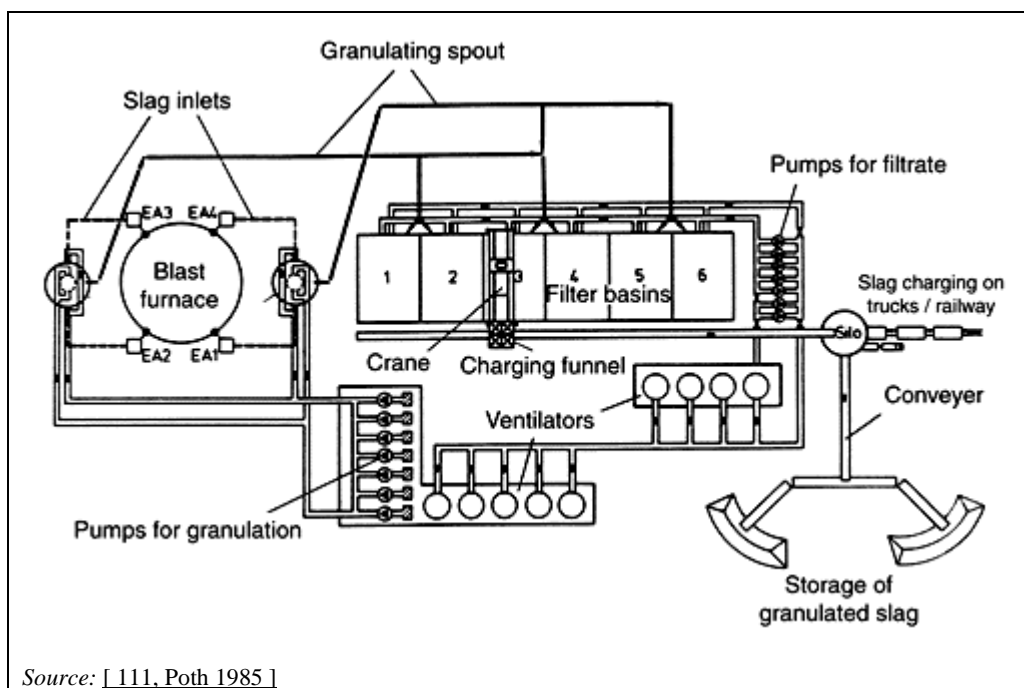 Granulating spout
Slag inlets
Pumps for filtrate
EA3 EA4
Blast
furnace
EA2 EA1
1 2 3 4 5 6
Filter basins
Slag charging on
trucks / railway
Silo
Crane
Charging funnel
Conveyer
Ventilators
Pumps for granulation
Storage of
granulated slag
Source: [ 111, Poth 1985 ]